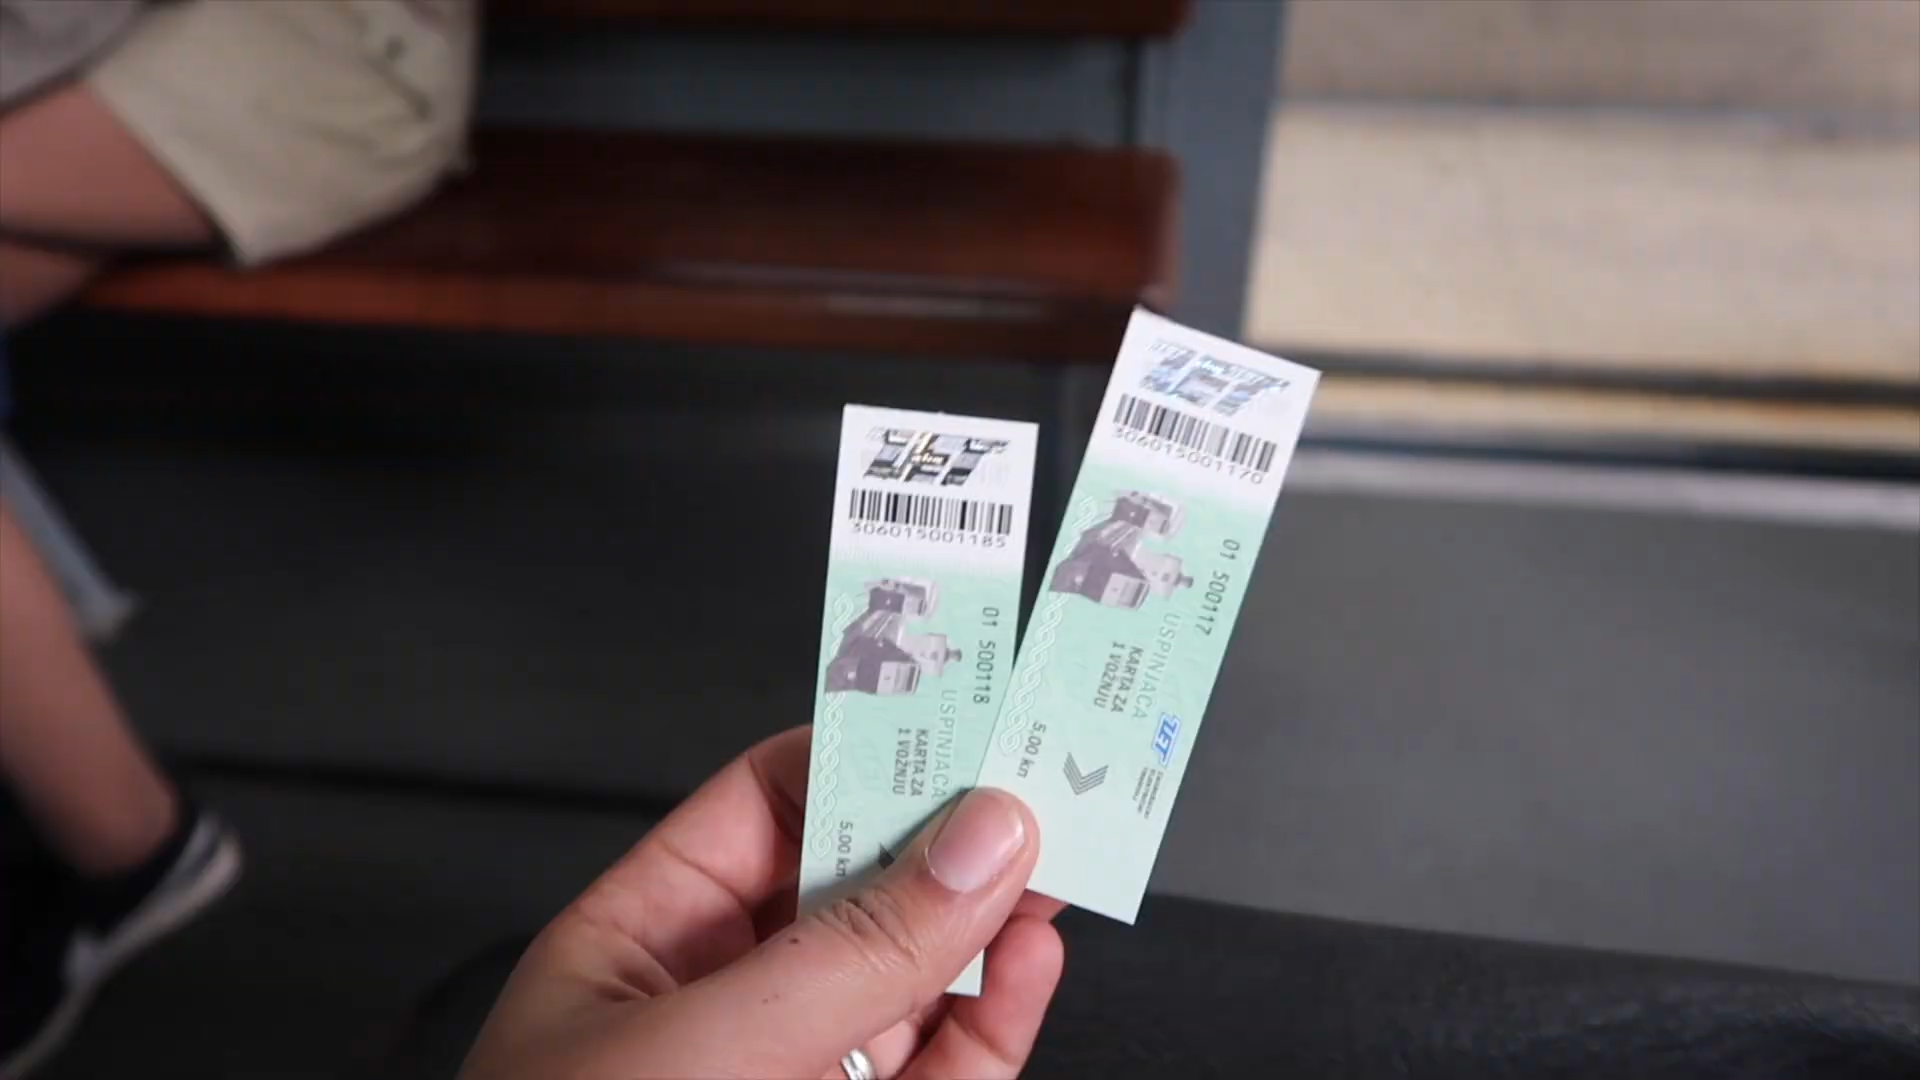 306015001185
01 500118
USPINJAČA
KARTA ZA
1 VOŽNJU
5,00 kn
306015001170
01 500117
USPINJAČA
KARTA ZA
1 VOŽNJU
5,00 kn
ZET